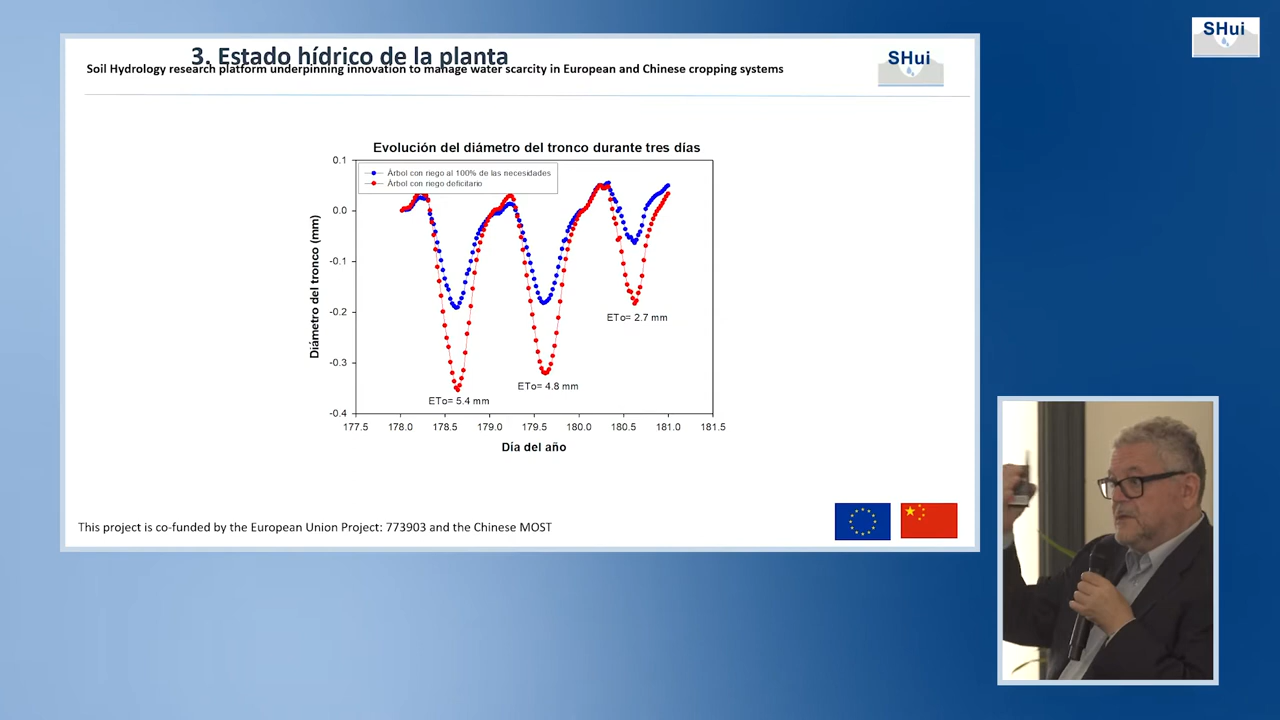 SHui
3. Estado hídrico de la planta
Soil Hydrology research platform underpinning innovation to manage water scarcity in European and Chinese cropping systems
SHui
Evolución del diámetro del tronco durante tres días
Árbol con riego al 100% de las necesidades
Árbol con riego deficitario
Diámetro del tronco (mm)
0.1
0.0
-0.1
-0.2
-0.3
-0.4
ETo= 2.7 mm
ETo= 4.8 mm
ETo= 5.4 mm
177.5 178.0 178.5 179.0 179.5 180.0 180.5 181.0 181.5
Día del año
This project is co-funded by the European Union Project: 773903 and the Chinese MOST